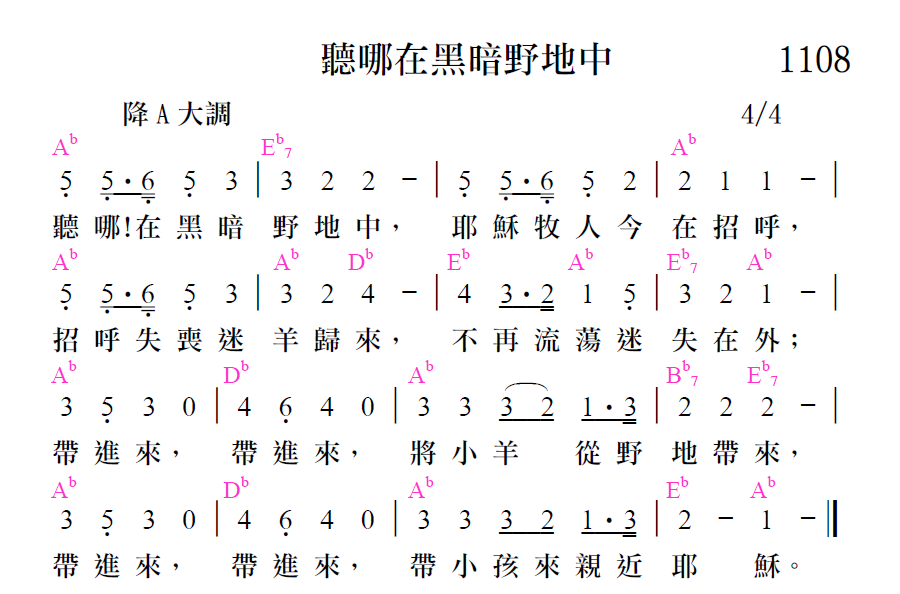 聽哪在黑暗野地中 1108
降 A 大調 4/4
A♭ E♭7 A♭
5̣ 5̣·6̣ 5̣ 3 | 3 2 2 － | 5̣ 5̣·6̣ 5̣ 2 | 2 1 1 － |
聽哪!在黑暗 野地中， 耶穌牧人今 在招呼，
A♭ A♭ D♭ E♭ A♭ E♭7 A♭
5̣ 5̣·6̣ 5̣ 3 | 3 2 4 － | 4 3·2 1 5̣ | 3 2 1 － |
招呼失喪迷 羊歸來， 不再流蕩迷 失在外；
A♭ D♭ A♭ B♭7 E♭7
3 5̣ 3 0 | 4 6̣ 4 0 | 3 3 3 2 1·3 | 2 2 2 － |
帶進來， 帶進來， 將小羊 從野 地帶來，
A♭ D♭ A♭ E♭ A♭
3 5̣ 3 0 | 4 6̣ 4 0 | 3 3 3 2 1·3 | 2 － 1 － ‖
帶進來， 帶進來， 帶小孩來親近 耶 穌。